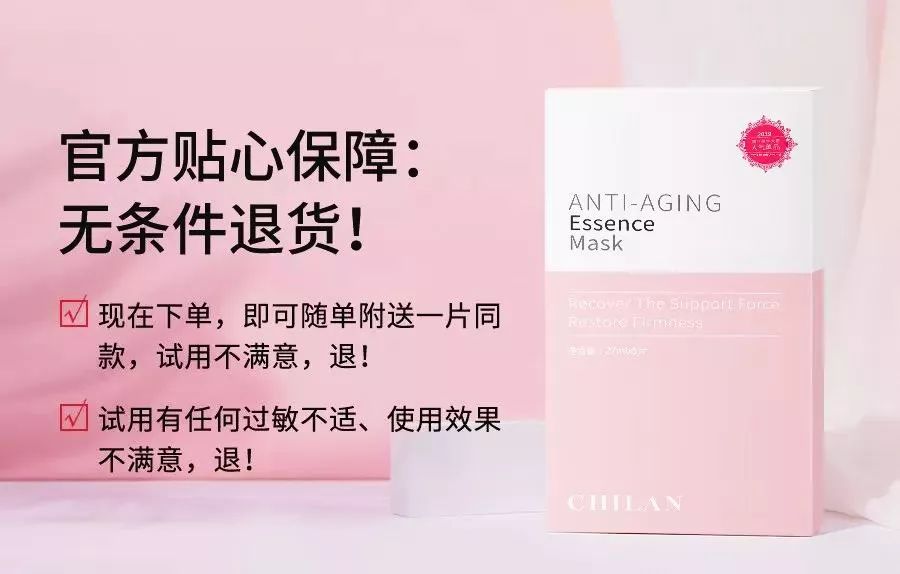 官方贴心保障：
无条件退货！
现在下单，即可随单附送一片同
款，试用不满意，退！
试用有任何过敏不适、使用效果
不满意，退！
2019
ANTI-AGING
Essence
Mask
Recover The Support Force
Restore Firmness
CHILAN